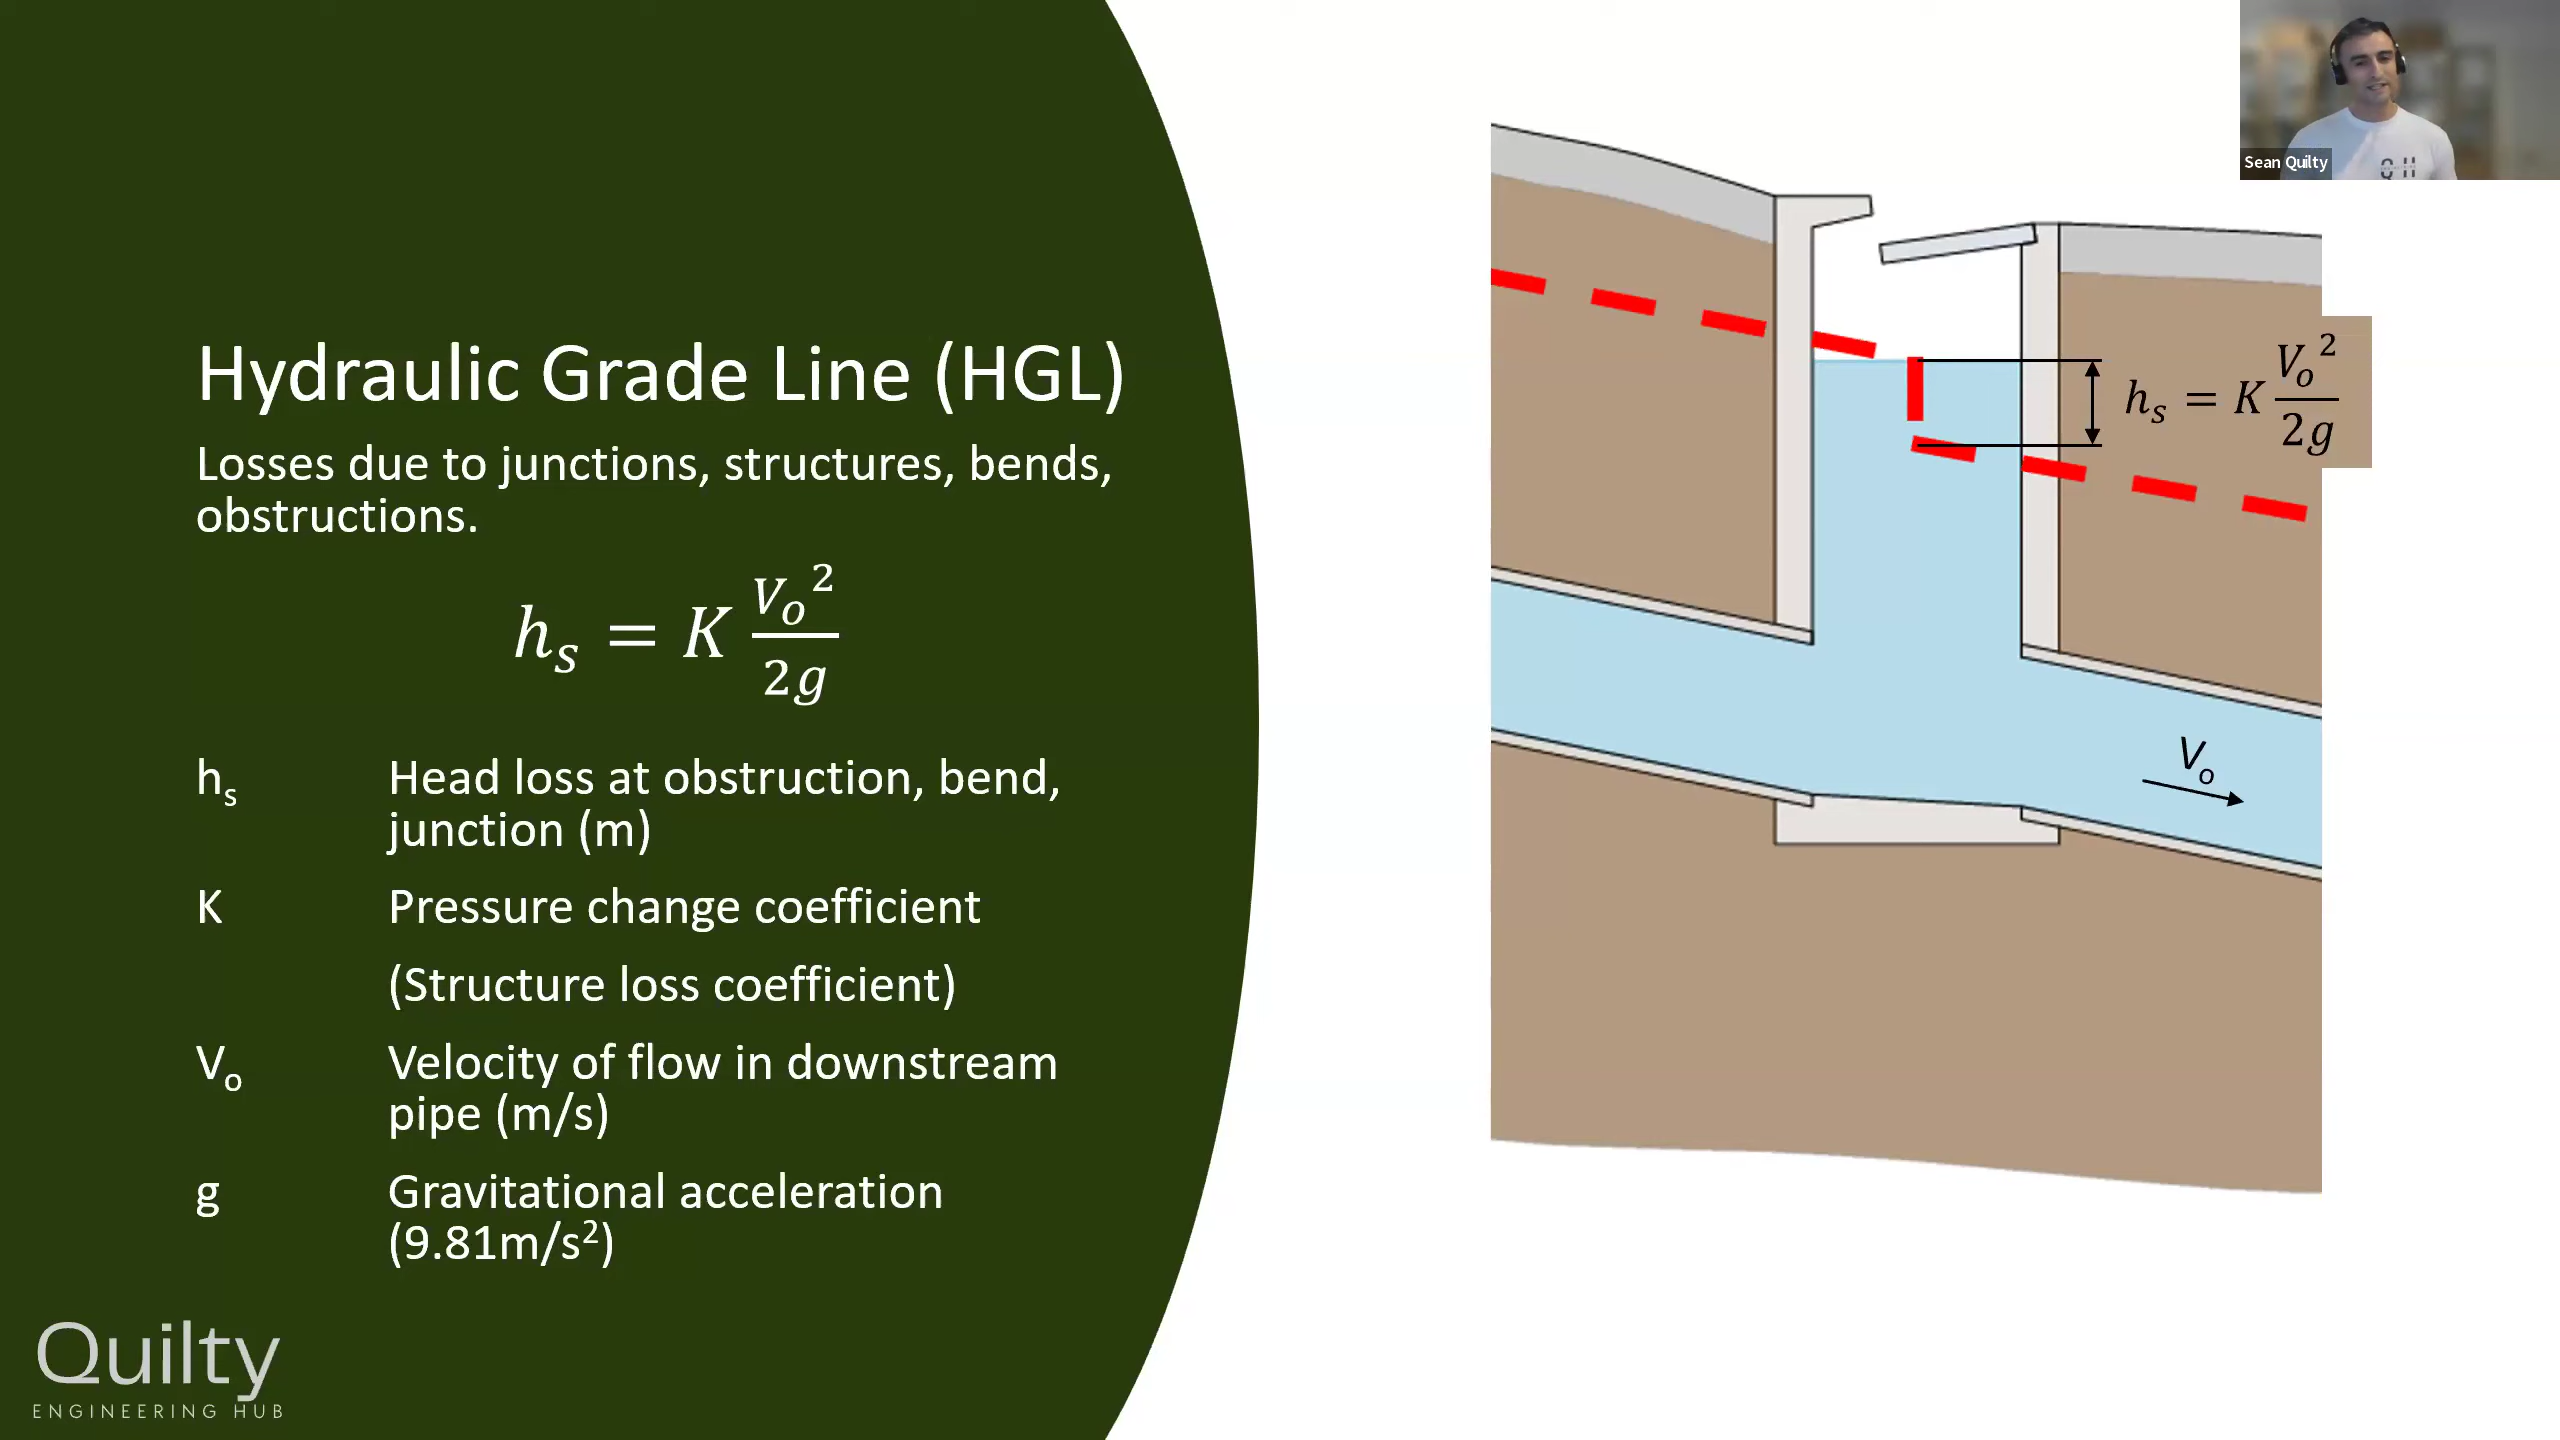 Sean Quilty
Q H
Hydraulic Grade Line (HGL)
Losses due to junctions, structures, bends,
obstructions.
hₛ = K Vₒ²/2g
hₛ Head loss at obstruction, bend,
junction (m)
K Pressure change coefficient
(Structure loss coefficient)
Vₒ Velocity of flow in downstream
pipe (m/s)
g Gravitational acceleration
(9.81m/s²)
Quilty
ENGINEERING HUB
hₛ = K Vₒ²/2g
Vₒ